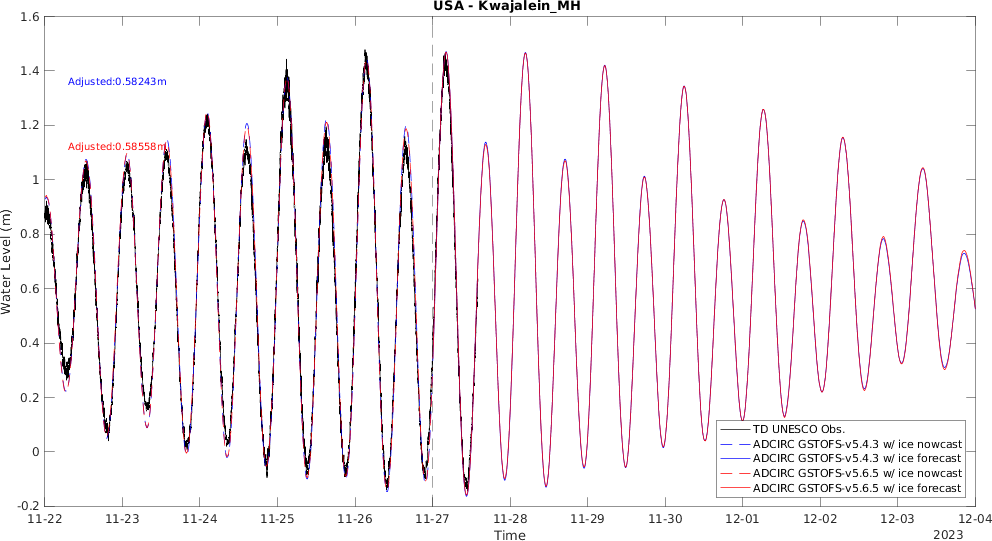 USA - Kwajalein_MH
1.6
1.4
1.2
1
0.8
0.6
0.4
0.2
0
-0.2
Water Level (m)
Adjusted:0.58243m
Adjusted:0.58558m
TD UNESCO Obs.
ADCIRC GSTOFS-v5.4.3 w/ ice nowcast
ADCIRC GSTOFS-v5.4.3 w/ ice forecast
ADCIRC GSTOFS-v5.6.5 w/ ice nowcast
ADCIRC GSTOFS-v5.6.5 w/ ice forecast
11-22 11-23 11-24 11-25 11-26 11-27 11-28 11-29 11-30 12-01 12-02 12-03 12-04
Time
2023